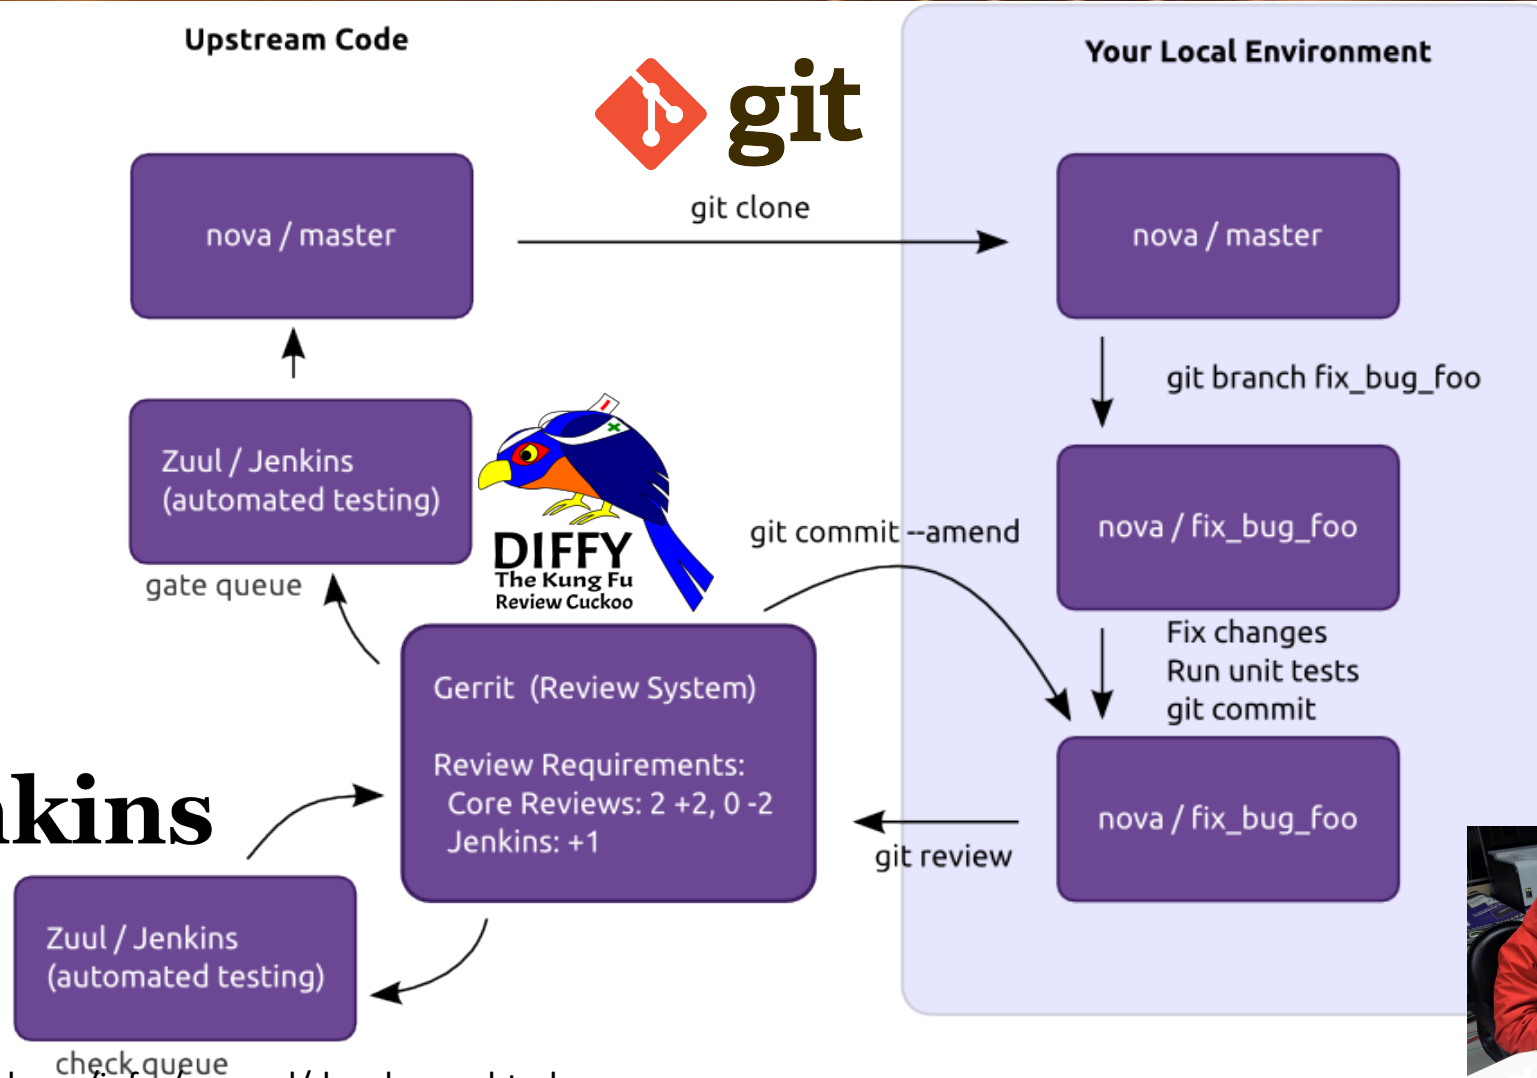 Upstream Code
Your Local Environment
git
git clone
nova / master
nova / master
git branch fix_bug_foo
Zuul / Jenkins
(automated testing)
gate queue
DIFFY
The Kung Fu
Review Cuckoo
git commit --amend
nova / fix_bug_foo
Fix changes
Run unit tests
git commit
Gerrit (Review System)
Review Requirements:
Core Reviews: 2 +2, 0 -2
Jenkins: +1
nkins
git review
nova / fix_bug_foo
Zuul / Jenkins
(automated testing)
check queue